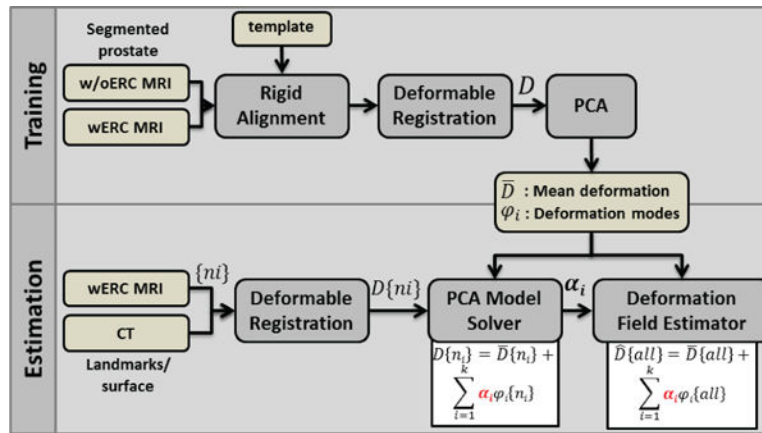 Training
Segmented
prostate
template
w/oERC MRI
wERC MRI
Rigid
Alignment
Deformable
Registration
D
PCA
D̅ : Mean deformation
φᵢ : Deformation modes
Estimation
wERC MRI
CT
Landmarks/
surface
{ni}
Deformable
Registration
D{ni}
PCA Model
Solver
αᵢ
Deformation
Field Estimator
D{nᵢ} = D̅{nᵢ} +
∑ᵢ₌₁ᵏ αᵢφᵢ{nᵢ}
D̂{all} = D̅{all} +
∑ᵢ₌₁ᵏ αᵢφᵢ{all}